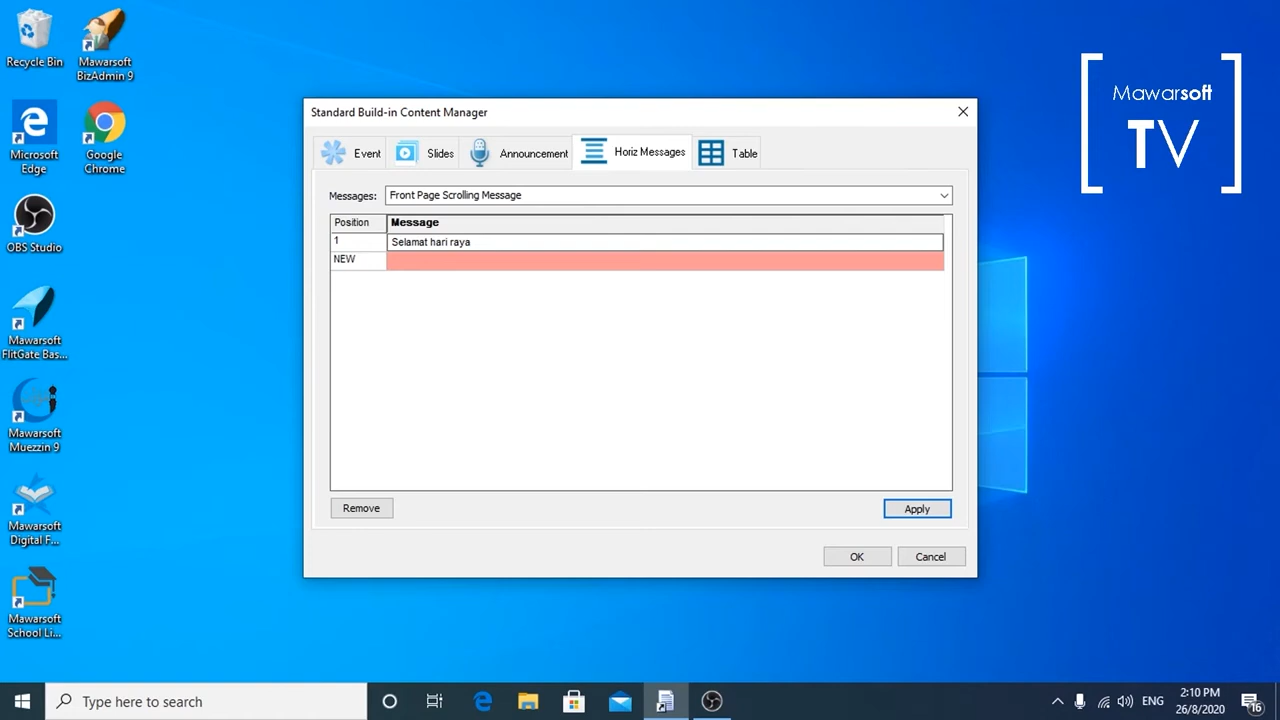 Recycle Bin
Mawarsoft
BizAdmin 9
Microsoft
Edge
Google
Chrome
OBS Studio
Mawarsoft
FlitGate Bas...
Mawarsoft
Muezzin 9
Mawarsoft
Digital F...
Mawarsoft
School Li...
Standard Build-in Content Manager
Event
Slides
Announcement
Horiz Messages
Table
Messages:
Front Page Scrolling Message
Position
Message
1
Selamat hari raya
NEW
Remove
Apply
OK
Cancel
Mawarsoft
TV
Type here to search
ENG
2:10 PM
26/8/2020
16